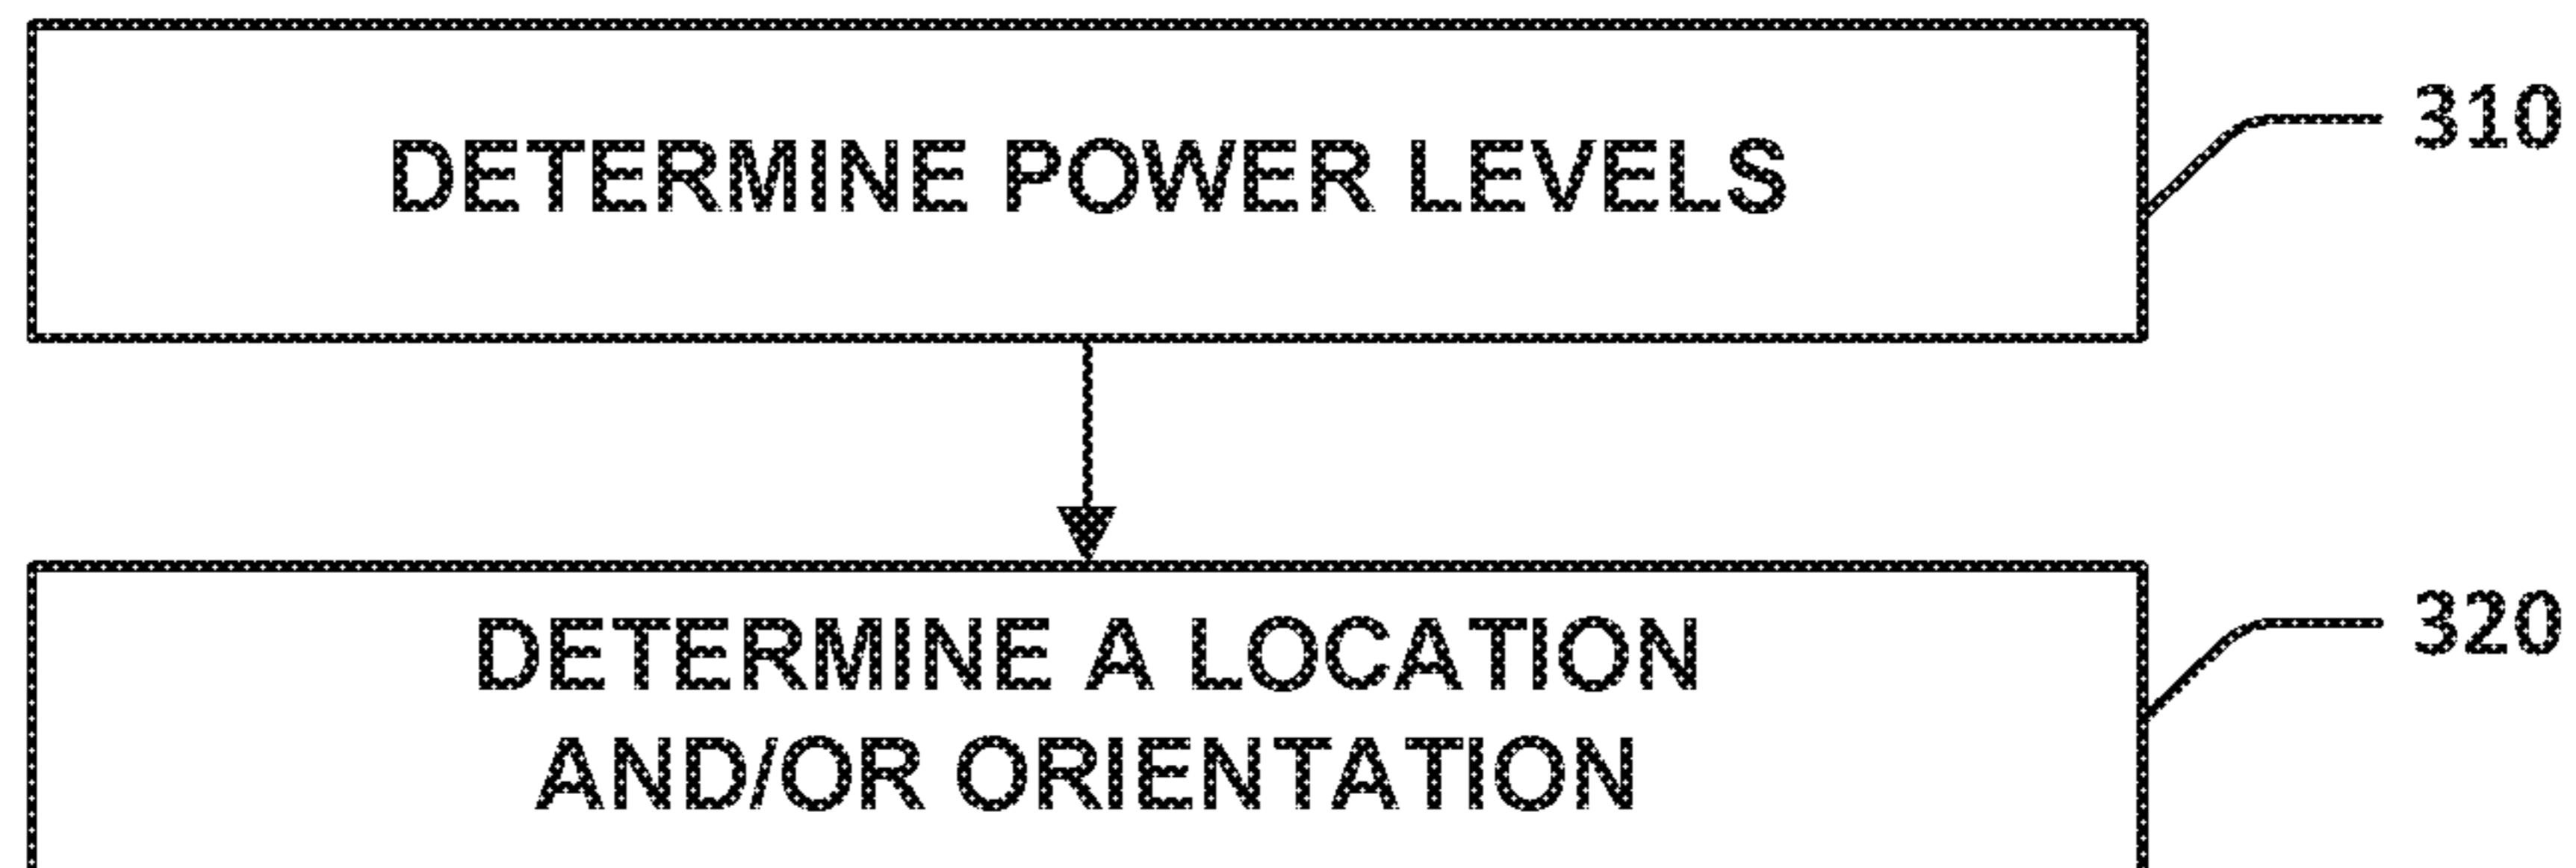 DETERMINE POWER LEVELS
310
DETERMINE A LOCATION
AND/OR ORIENTATION
320